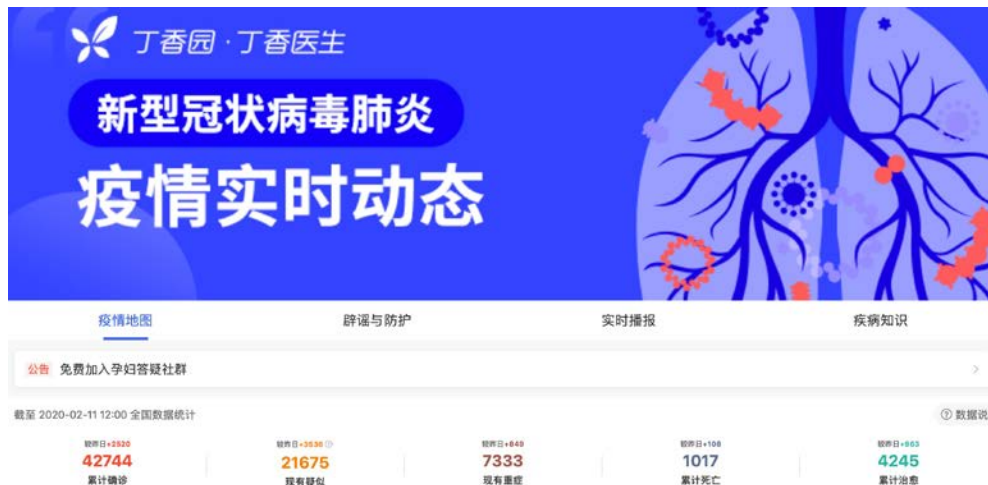 丁香园·丁香医生
新型冠状病毒肺炎
疫情实时动态
疫情地图 辟谣与防护 实时播报 疾病知识
公告 免费加入孕妇答疑社群
截至 2020-02-11 12:00 全国数据统计 数据说
较昨日+2520 较昨日+3536 较昨日+849 较昨日+108 较昨日+963
42744 21675 7333 1017 4245
累计确诊 现有疑似 现有重症 累计死亡 累计治愈